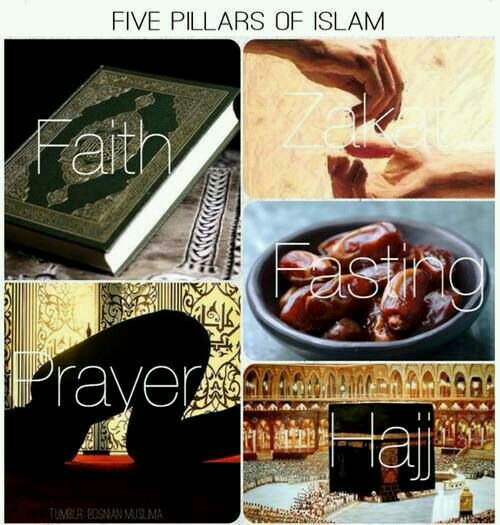 FIVE PILLARS OF ISLAM
Faith
Zakat
Fasting
Prayer
Hajj
TUMBLR: BOSNIAN MUSLIMA